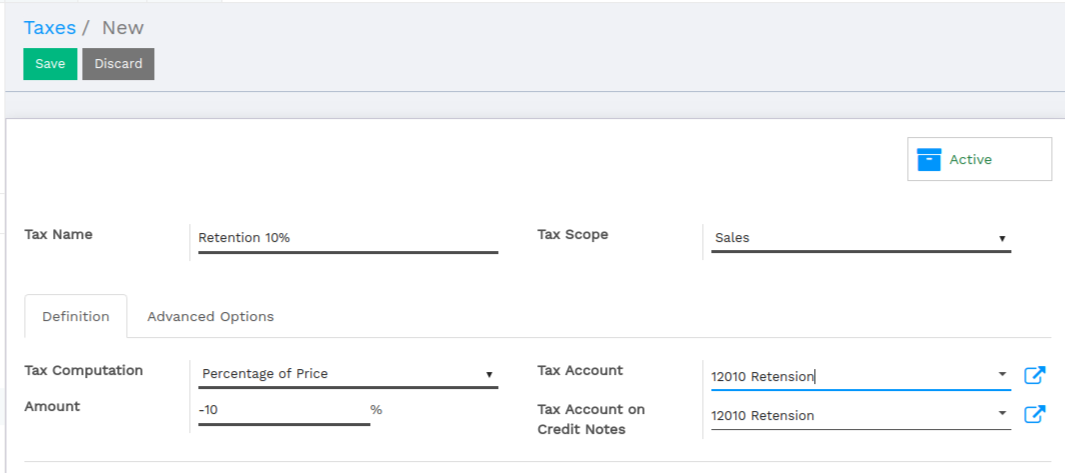 Taxes / New
Save Discard
Active
Tax Name Retention 10% Tax Scope Sales
Definition Advanced Options
Tax Computation Percentage of Price Tax Account 12010 Retension
Amount -10 % Tax Account on Credit Notes 12010 Retension